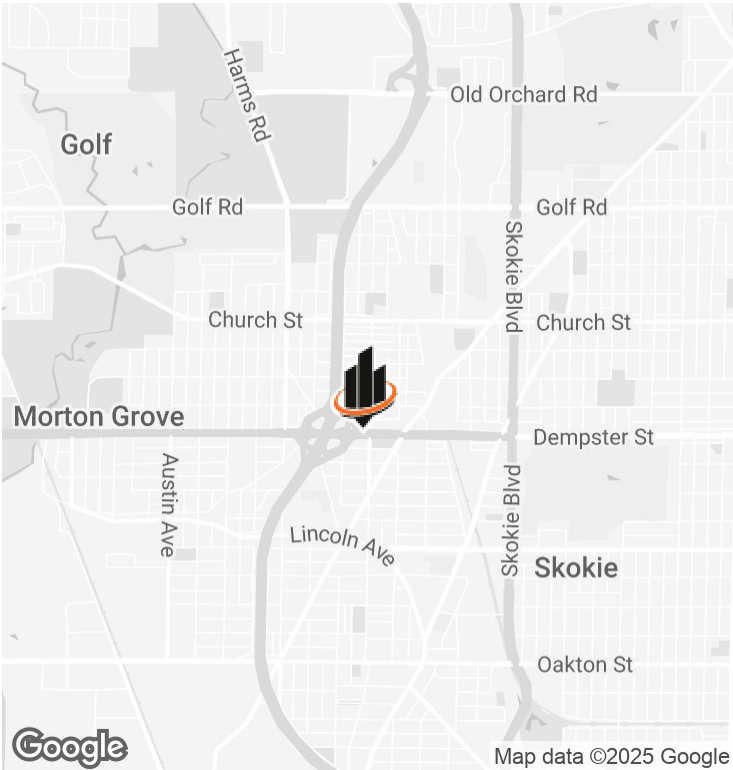 Harms Rd
Old Orchard Rd
Golf
Golf Rd
Golf Rd
Skokie Blvd
Church St
Church St
Morton Grove
Dempster St
Austin Ave
Skokie Blvd
Lincoln Ave
Skokie
Oakton St
Google
Map data ©2025 Google